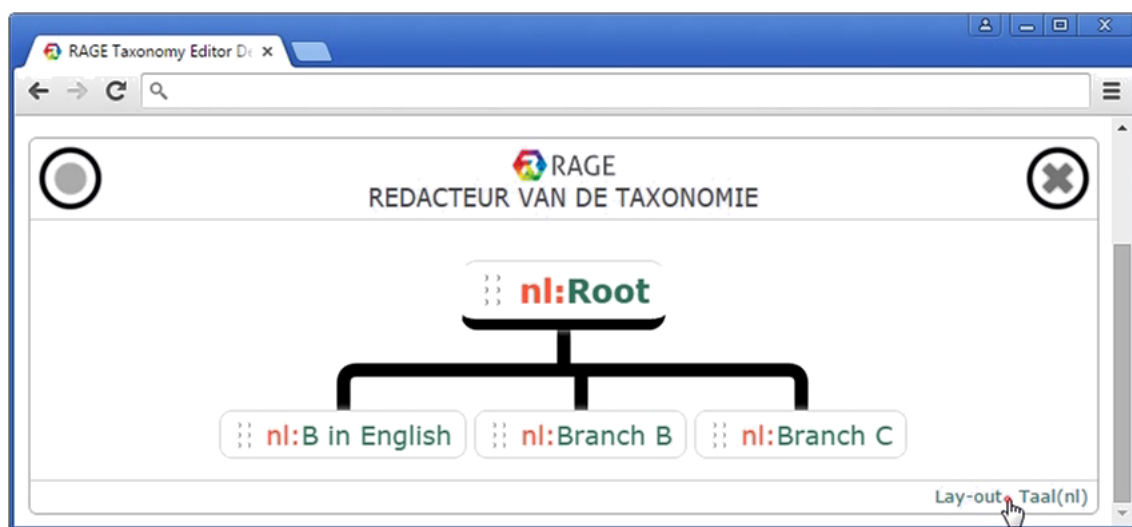 RAGE Taxonomy Editor De
RAGE
REDACTEUR VAN DE TAXONOMIE
nl:Root
nl:B in English
nl:Branch B
nl:Branch C
Lay-out Taal(nl)